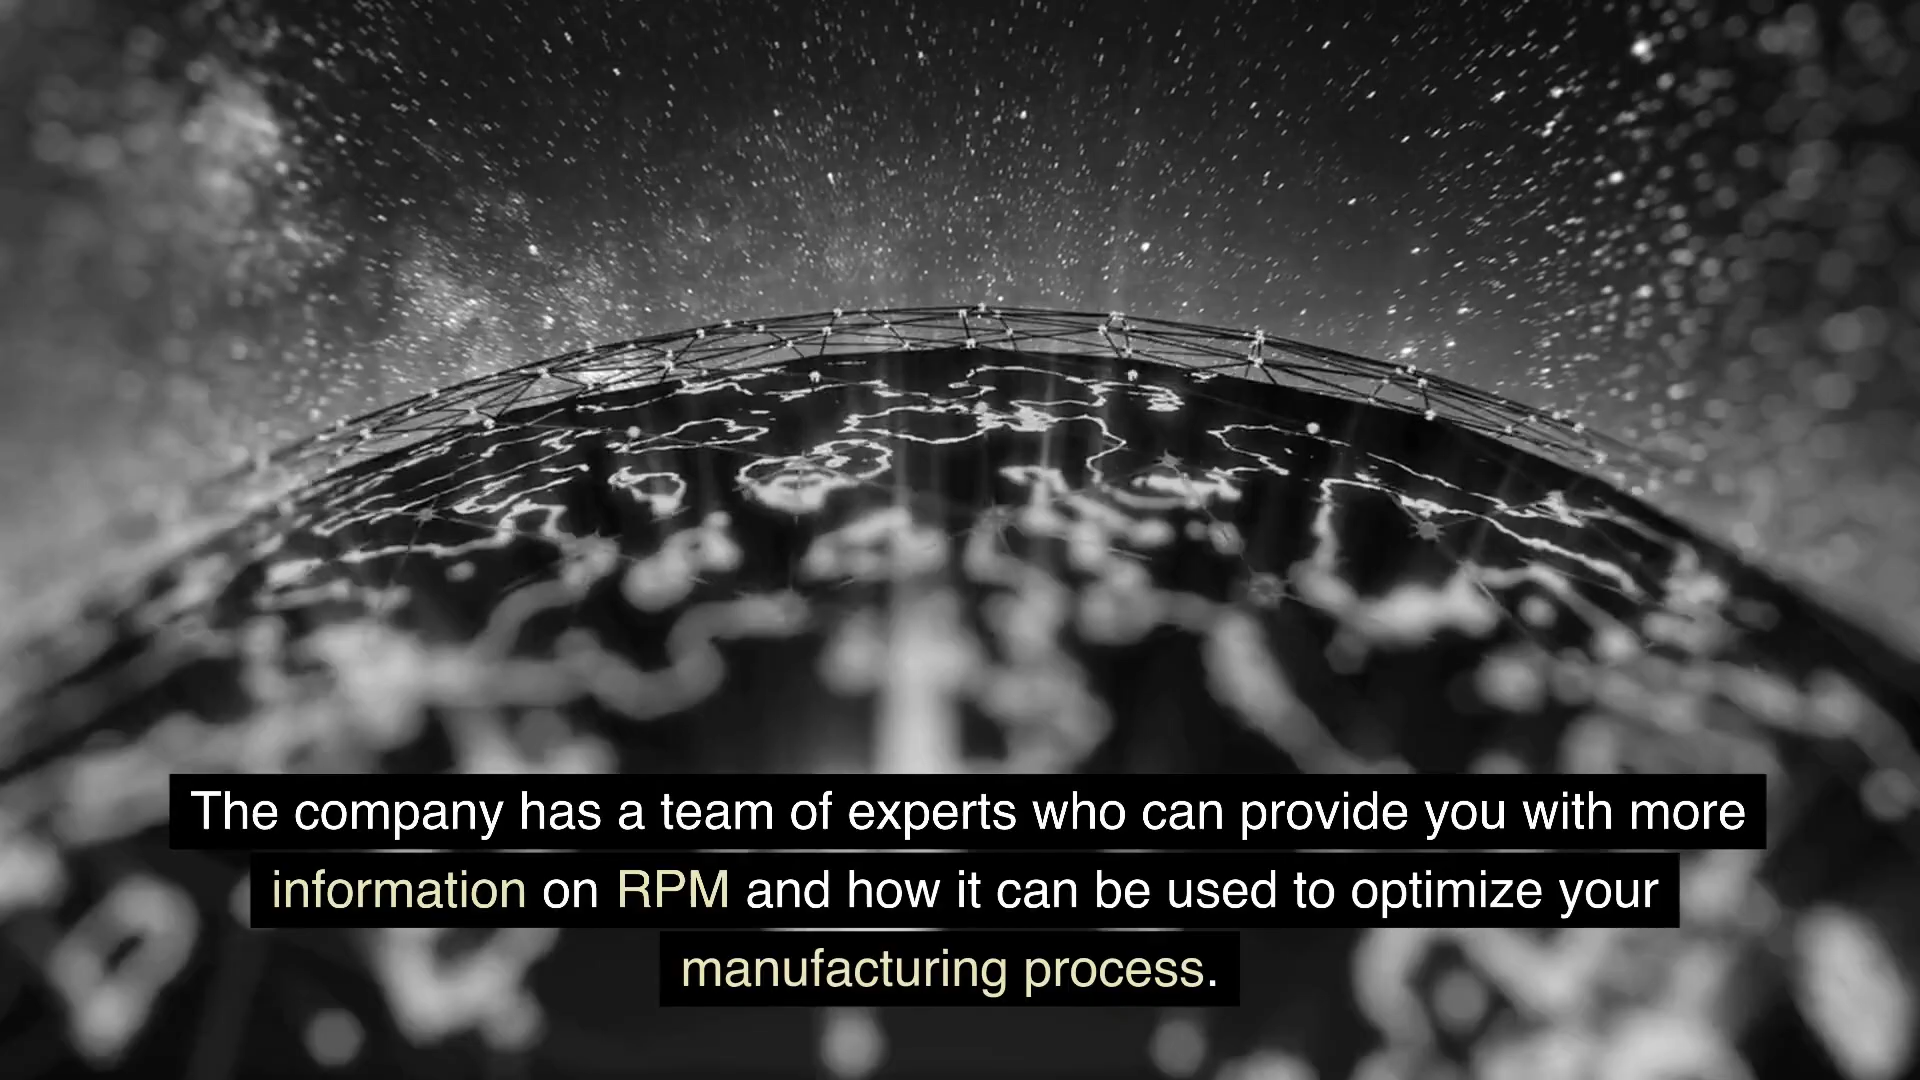 The company has a team of experts who can provide you with more
information on RPM and how it can be used to optimize your
manufacturing process.